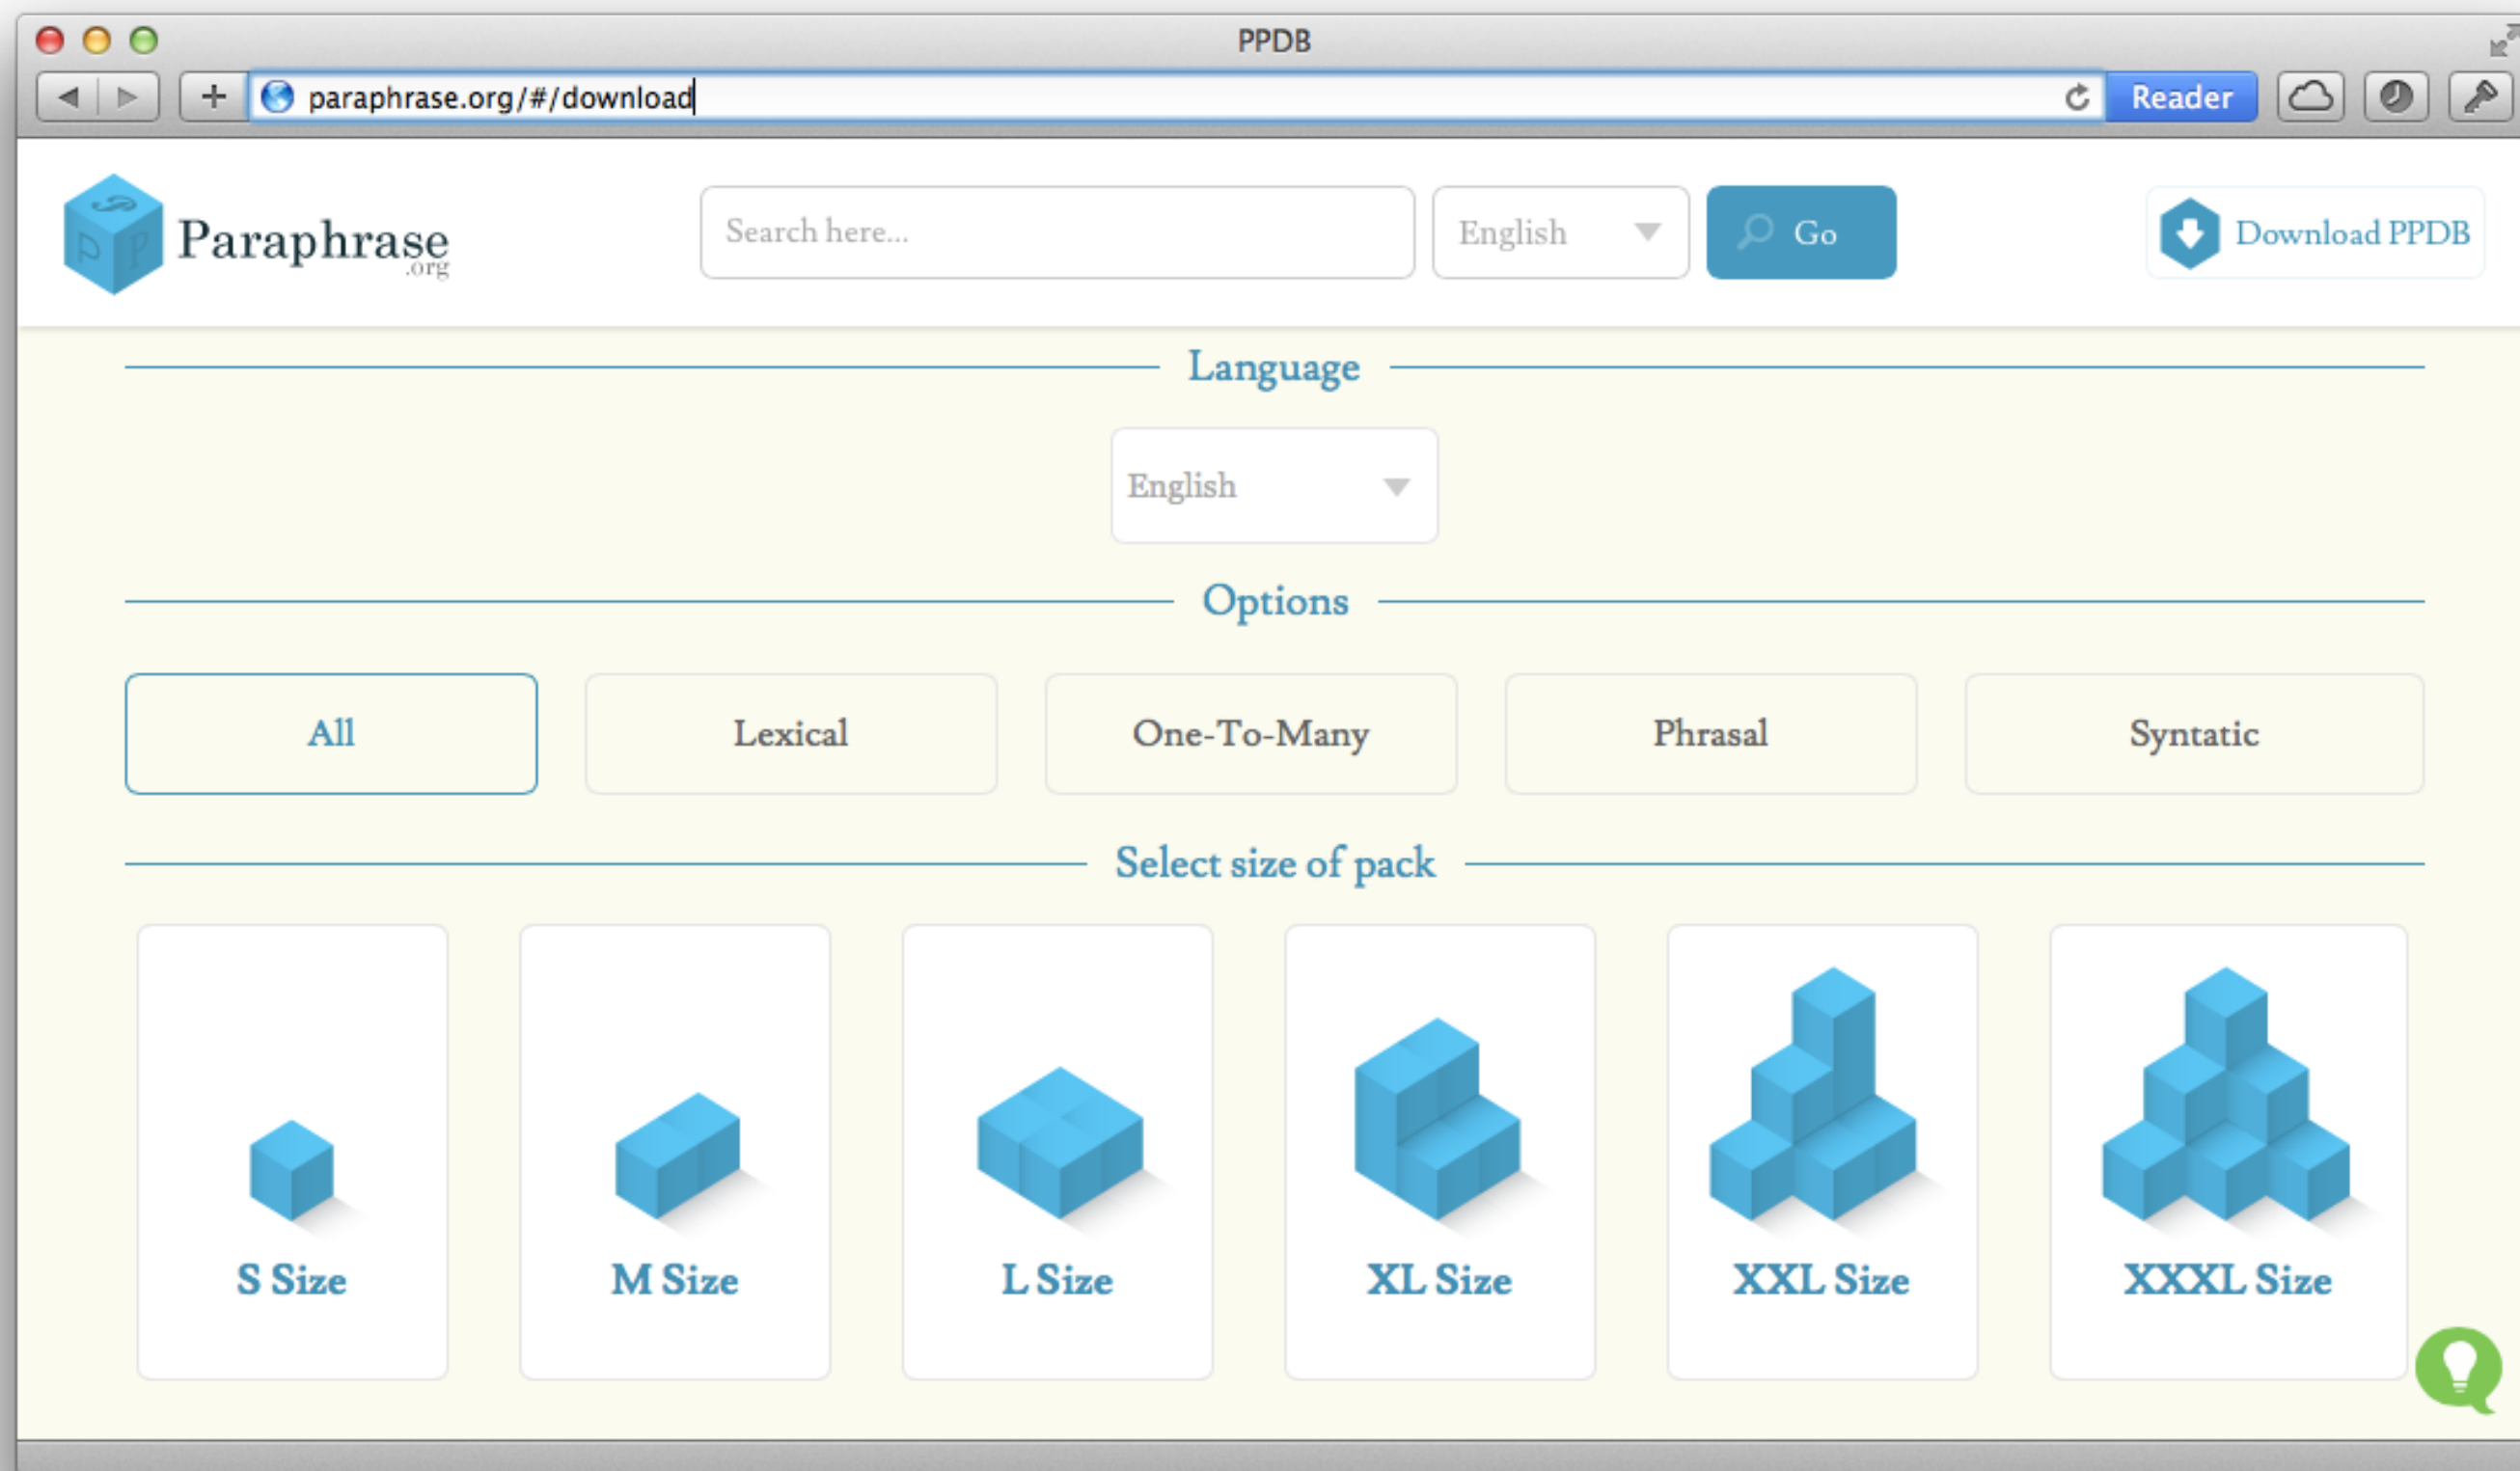 PPDB
paraphrase.org/#/download
Reader
Paraphrase
.org
Search here...
English
Go
Download PPDB
Language
English
Options
All
Lexical
One-To-Many
Phrasal
Syntatic
Select size of pack
S Size
M Size
L Size
XL Size
XXL Size
XXXL Size